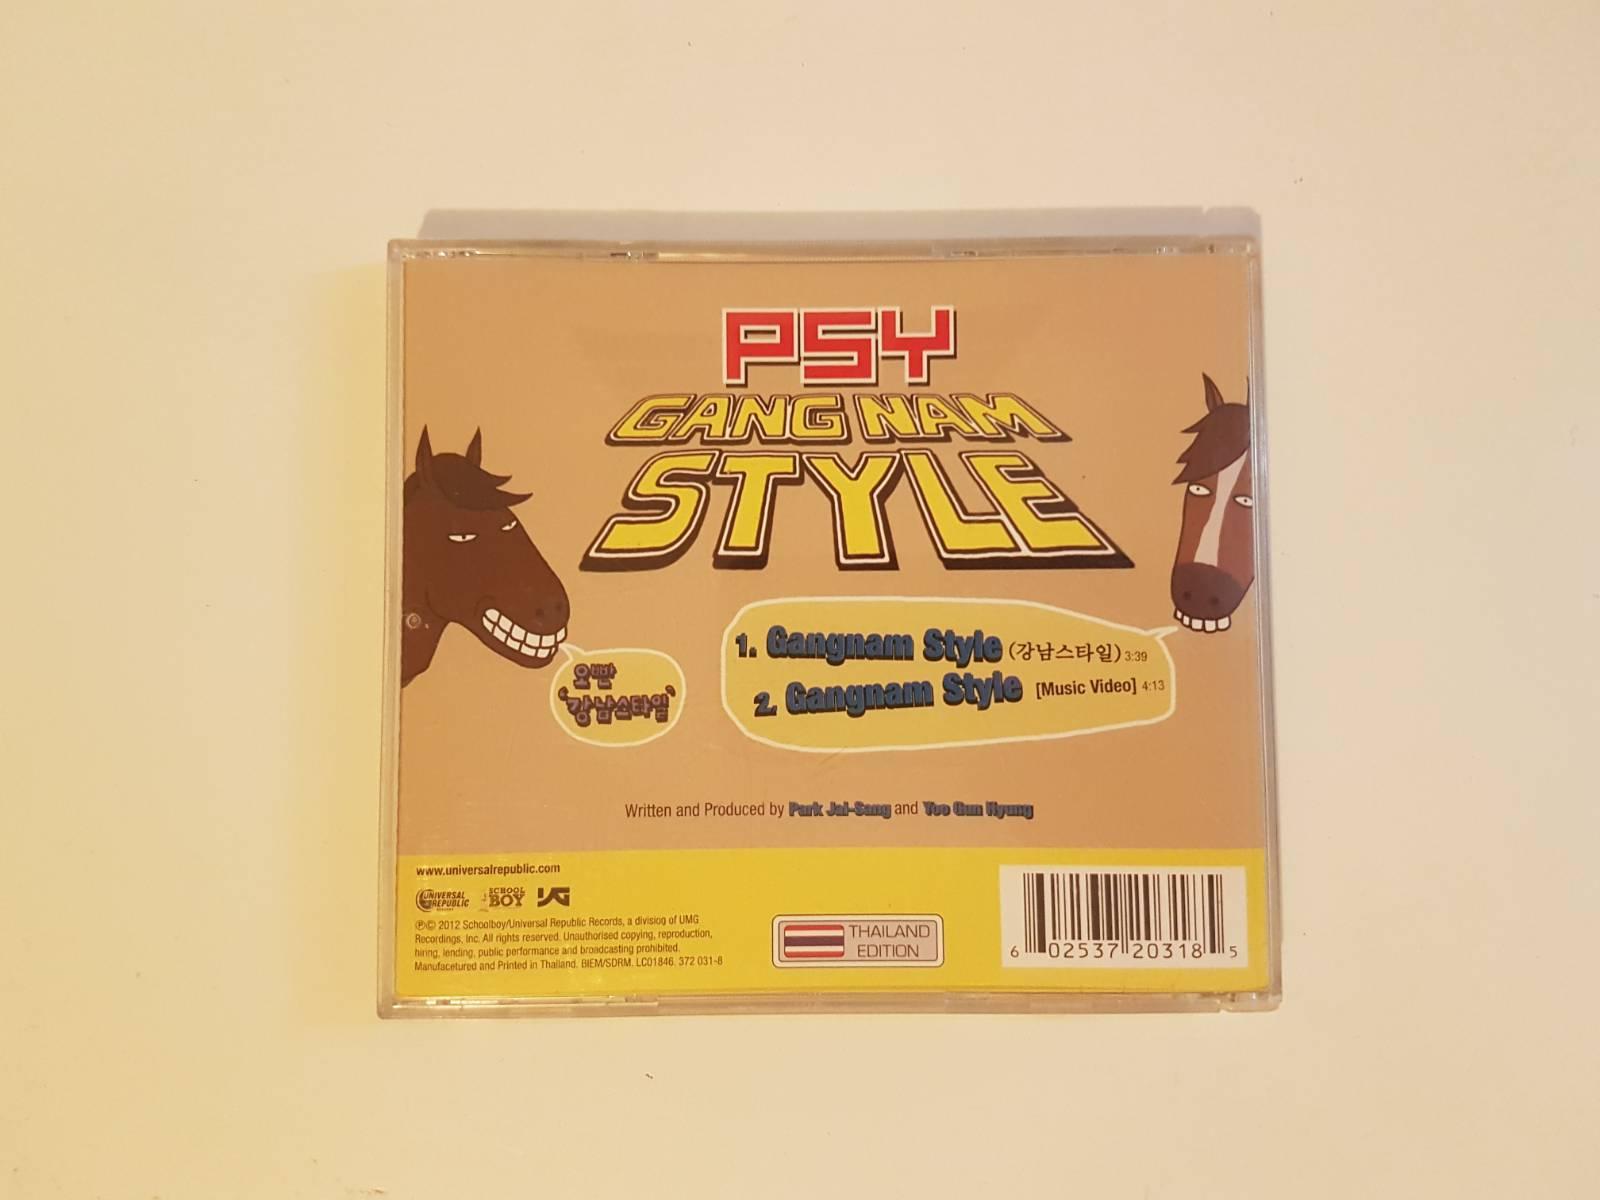 PSY
GANGNAM
STYLE
1. Gangnam Style (강남스타일) 3:39
2. Gangnam Style [Music Video] 4:13
오빤
“강남스타일”
Written and Produced by Park Jai-Sang and Yoo Gun Hyung
www.universalrepublic.com
UNIVERSAL
REPUBLIC
SCHOOL
BOY
YG
℗© 2012 Schoolboy/Universal Republic Records, a division of UMG
Recordings, Inc. All rights reserved. Unauthorised copying, reproduction,
hiring, lending, public performance and broadcasting prohibited.
Manufacetured and Printed in Thailand. BIEM/SDRM. LC01846. 372 031-8
THAILAND
EDITION
6 02537 20318 5